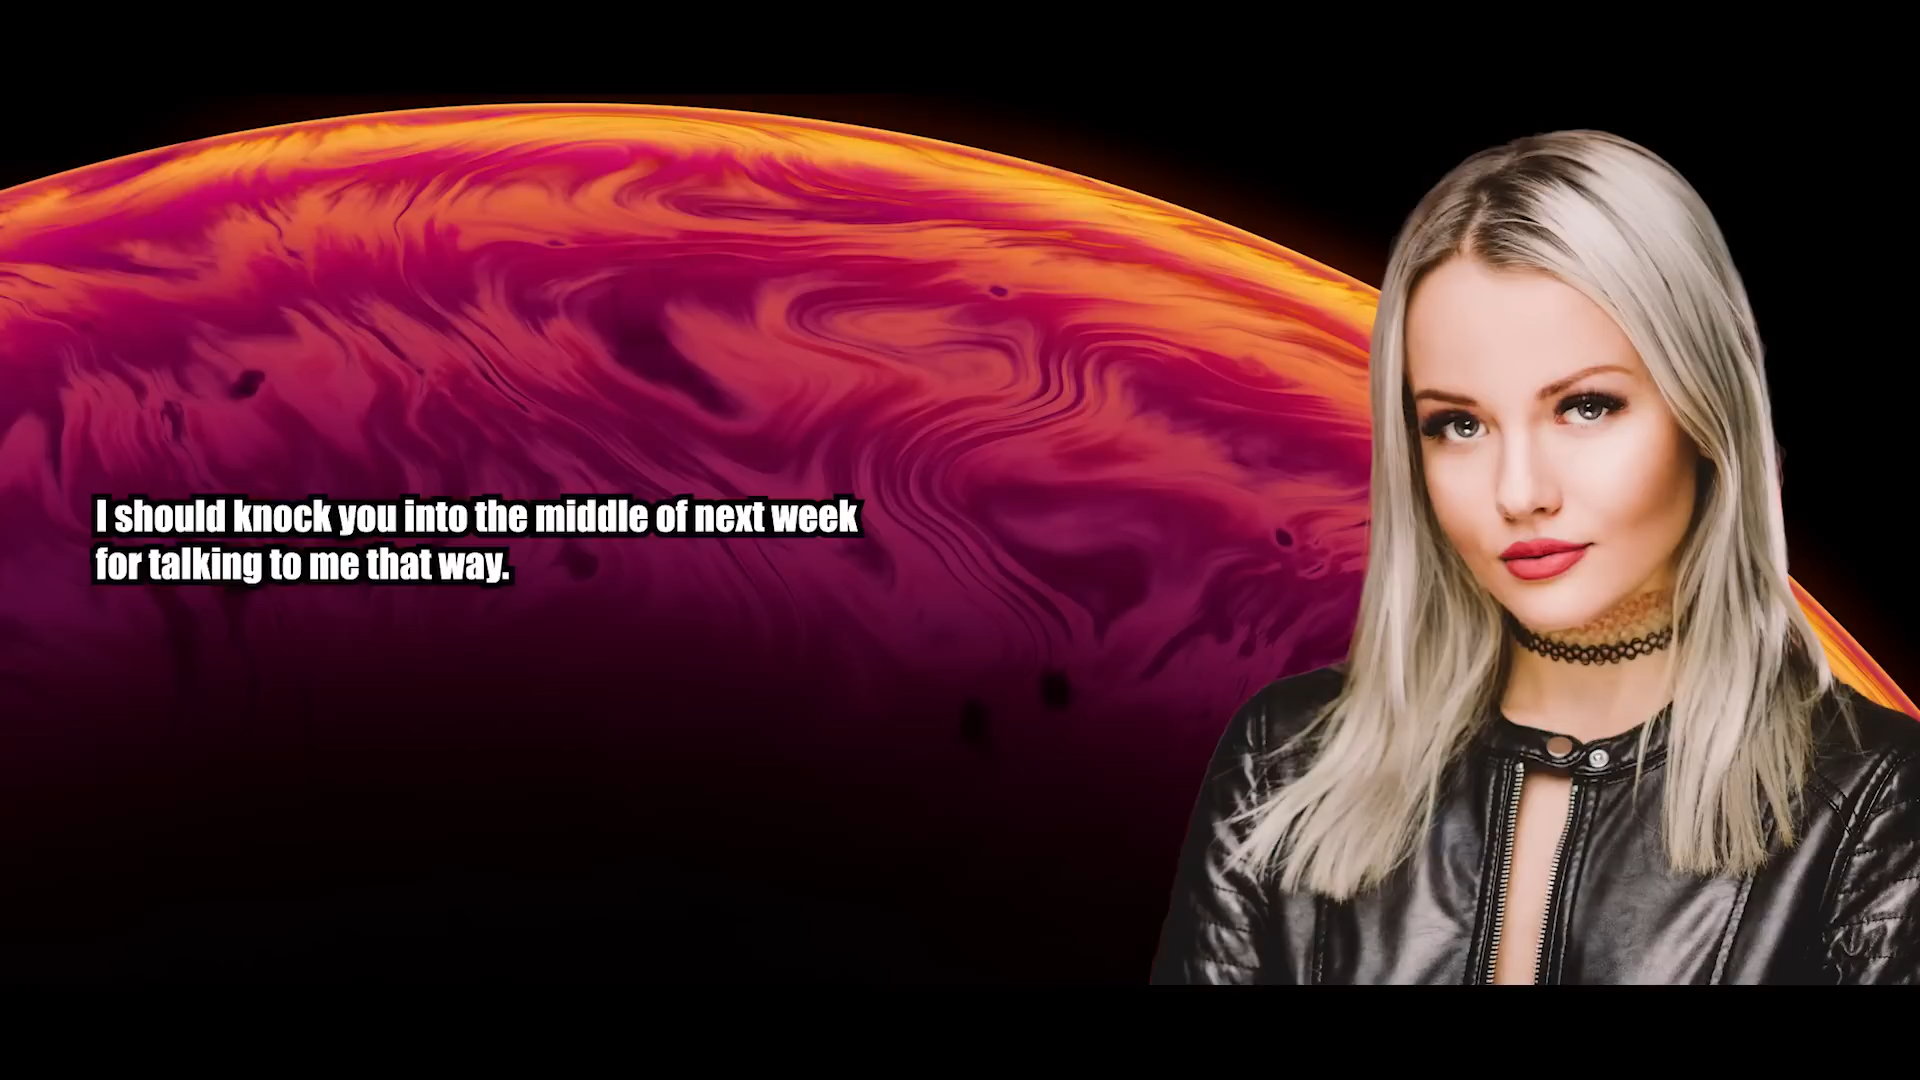 I should knock you into the middle of next week
for talking to me that way.